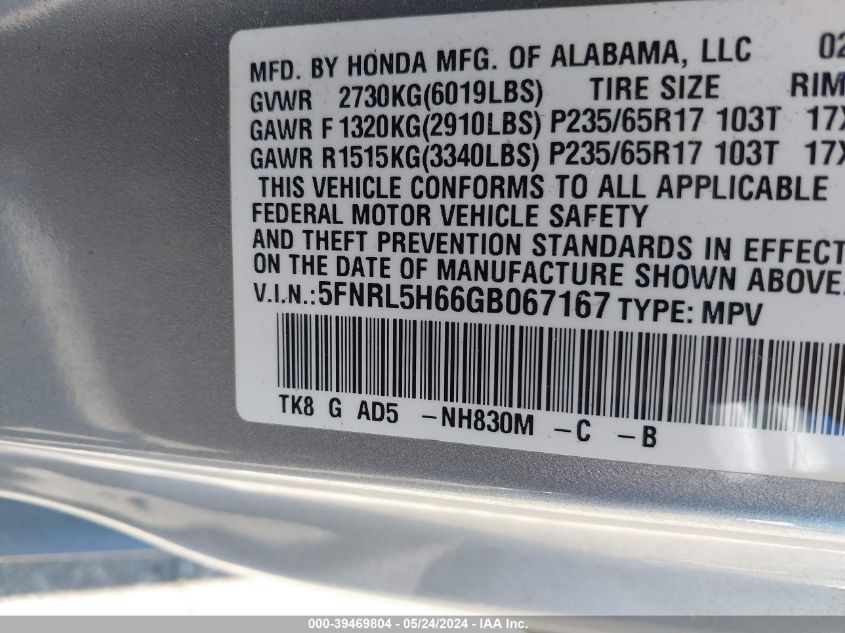 MFD. BY HONDA MFG. OF ALABAMA, LLC 02
GVWR 2730KG(6019LBS) TIRE SIZE RIM
GAWR F 1320KG(2910LBS) P235/65R17 103T 17X
GAWR R1515KG(3340LBS) P235/65R17 103T 17X
THIS VEHICLE CONFORMS TO ALL APPLICABLE
FEDERAL MOTOR VEHICLE SAFETY
AND THEFT PREVENTION STANDARDS IN EFFECT
ON THE DATE OF MANUFACTURE SHOWN ABOVE.
V.I.N.:5FNRL5H66GB067167 TYPE: MPV
TK8 G AD5 -NH830M -C -B
000-39469804 - 05/24/2024 - IAA Inc.